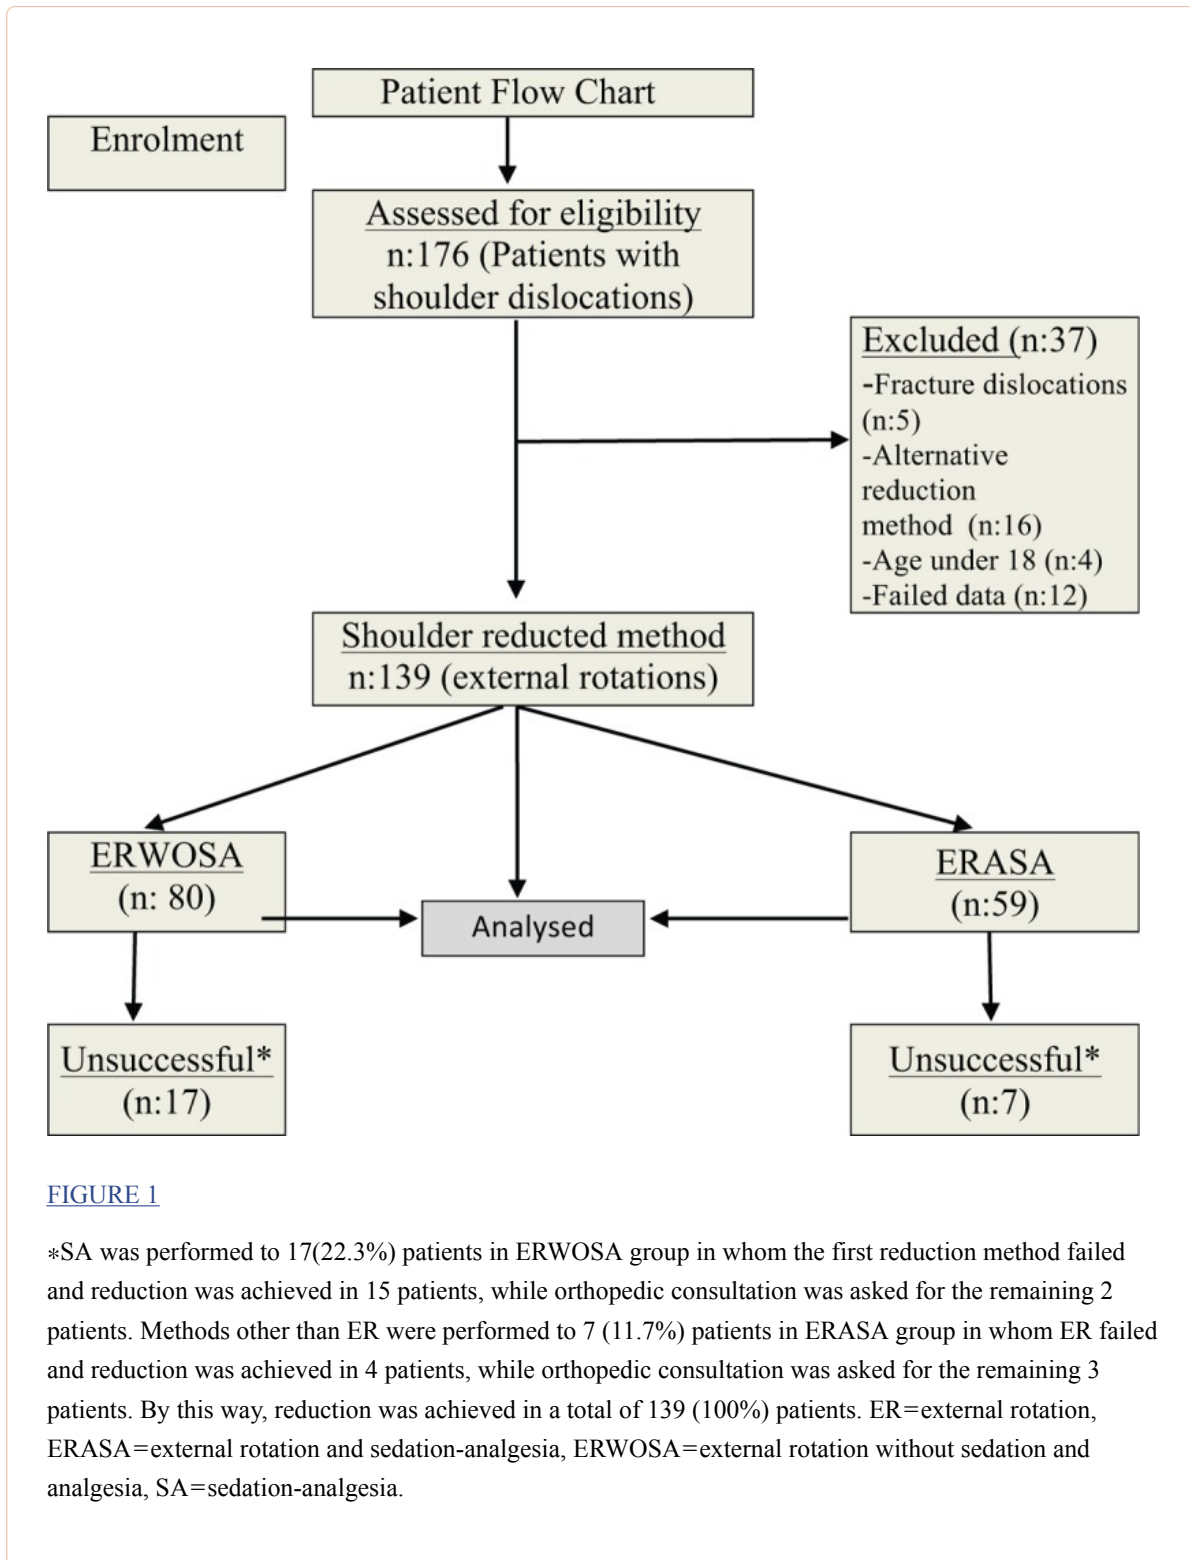 Patient Flow Chart
Enrolment
Assessed for eligibility
n:176 (Patients with
shoulder dislocations)
Excluded (n:37)
-Fracture dislocations
(n:5)
-Alternative
reduction
method (n:16)
-Age under 18 (n:4)
-Failed data (n:12)
Shoulder reducted method
n:139 (external rotations)
ERWOSA
(n: 80)
Analysed
ERASA
(n:59)
Unsuccessful*
(n:17)
Unsuccessful*
(n:7)
FIGURE 1
*SA was performed to 17(22.3%) patients in ERWOSA group in whom the first reduction method failed
and reduction was achieved in 15 patients, while orthopedic consultation was asked for the remaining 2
patients. Methods other than ER were performed to 7 (11.7%) patients in ERASA group in whom ER failed
and reduction was achieved in 4 patients, while orthopedic consultation was asked for the remaining 3
patients. By this way, reduction was achieved in a total of 139 (100%) patients. ER=external rotation,
ERASA=external rotation and sedation-analgesia, ERWOSA=external rotation without sedation and
analgesia, SA=sedation-analgesia.